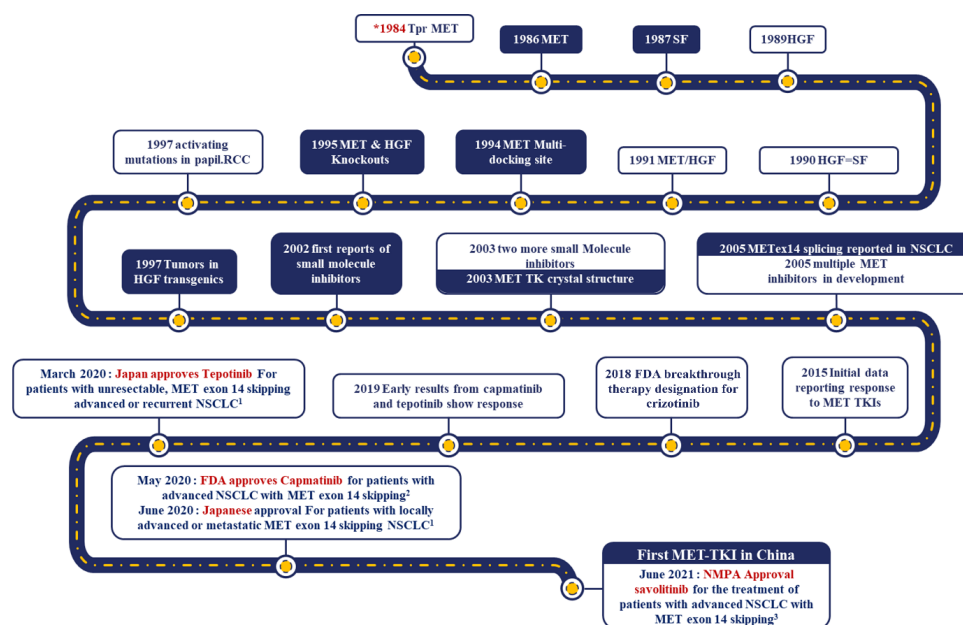 *1984 Tpr MET
1986 MET
1987 SF
1989HGF
1997 activating
mutations in papil.RCC
1995 MET & HGF
Knockouts
1994 MET Multi-
docking site
1991 MET/HGF
1990 HGF=SF
1997 Tumors in
HGF transgenics
2002 first reports of
small molecule
inhibitors
2003 two more small Molecule
inhibitors
2003 MET TK crystal structure
2005 METex14 splicing reported in NSCLC
2005 multiple MET
inhibitors in development
March 2020 : Japan approves Tepotinib For
patients with unresectable, MET exon 14 skipping
advanced or recurrent NSCLC¹
2019 Early results from capmatinib
and tepotinib show response
2018 FDA breakthrough
therapy designation for
crizotinib
2015 Initial data
reporting response
to MET TKIs
May 2020 : FDA approves Capmatinib for patients with
advanced NSCLC with MET exon 14 skipping²
June 2020 : Japanese approval For patients with locally
advanced or metastatic MET exon 14 skipping NSCLC¹
First MET-TKI in China
June 2021 : NMPA Approval
savolitinib for the treatment of
patients with advanced NSCLC with
MET exon 14 skipping³